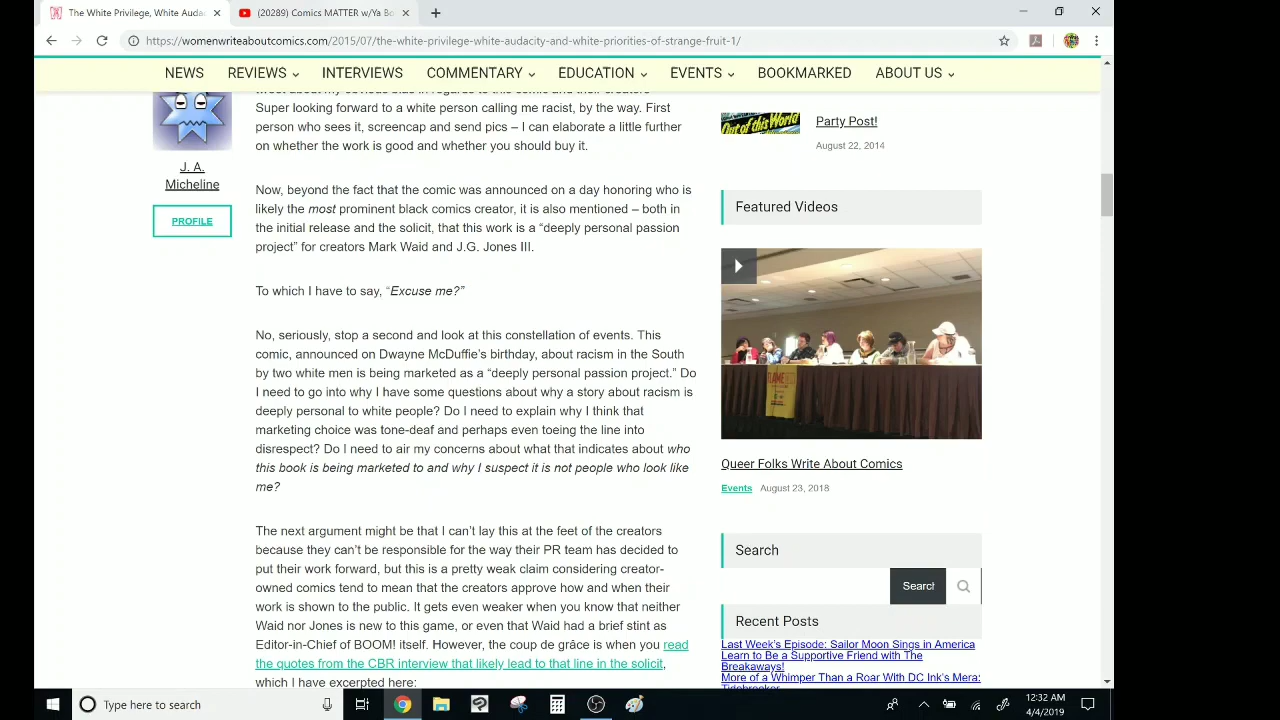 The White Privilege, White Audac
(20289) Comics MATTER w/Ya Bo
https://womenwriteaboutcomics.com/2015/07/the-white-privilege-white-audacity-and-white-priorities-of-strange-fruit-1/
NEWS REVIEWS INTERVIEWS COMMENTARY EDUCATION EVENTS BOOKMARKED ABOUT US
J. A.
Micheline
PROFILE
Super looking forward to a white person calling me racist, by the way. First
person who sees it, screencap and send pics – I can elaborate a little further
on whether the work is good and whether you should buy it.
Now, beyond the fact that the comic was announced on a day honoring who is
likely the most prominent black comics creator, it is also mentioned – both in
the initial release and the solicit, that this work is a “deeply personal passion
project” for creators Mark Waid and J.G. Jones III.
To which I have to say, “Excuse me?”
No, seriously, stop a second and look at this constellation of events. This
comic, announced on Dwayne McDuffie’s birthday, about racism in the South
by two white men is being marketed as a “deeply personal passion project.” Do
I need to go into why I have some questions about why a story about racism is
deeply personal to white people? Do I need to explain why I think that
marketing choice was tone-deaf and perhaps even toeing the line into
disrespect? Do I need to air my concerns about what that indicates about who
this book is being marketed to and why I suspect it is not people who look like
me?
The next argument might be that I can’t lay this at the feet of the creators
because they can’t be responsible for the way their PR team has decided to
put their work forward, but this is a pretty weak claim considering creator-
owned comics tend to mean that the creators approve how and when their
work is shown to the public. It gets even weaker when you know that neither
Waid nor Jones is new to this game, or even that Waid had a brief stint as
Editor-in-Chief of BOOM! itself. However, the coup de grâce is when you read
the quotes from the CBR interview that likely lead to that line in the solicit,
which I have excerpted here:
Out of this World
Party Post!
August 22, 2014
Featured Videos
Queer Folks Write About Comics
Events August 23, 2018
Search
Search
Recent Posts
Last Week's Episode: Sailor Moon Sings in America
Learn to Be a Supportive Friend with The
Breakaways!
More of a Whimper Than a Roar With DC Ink's Mera:
Tidebreaker
Type here to search
12:32 AM
4/4/2019